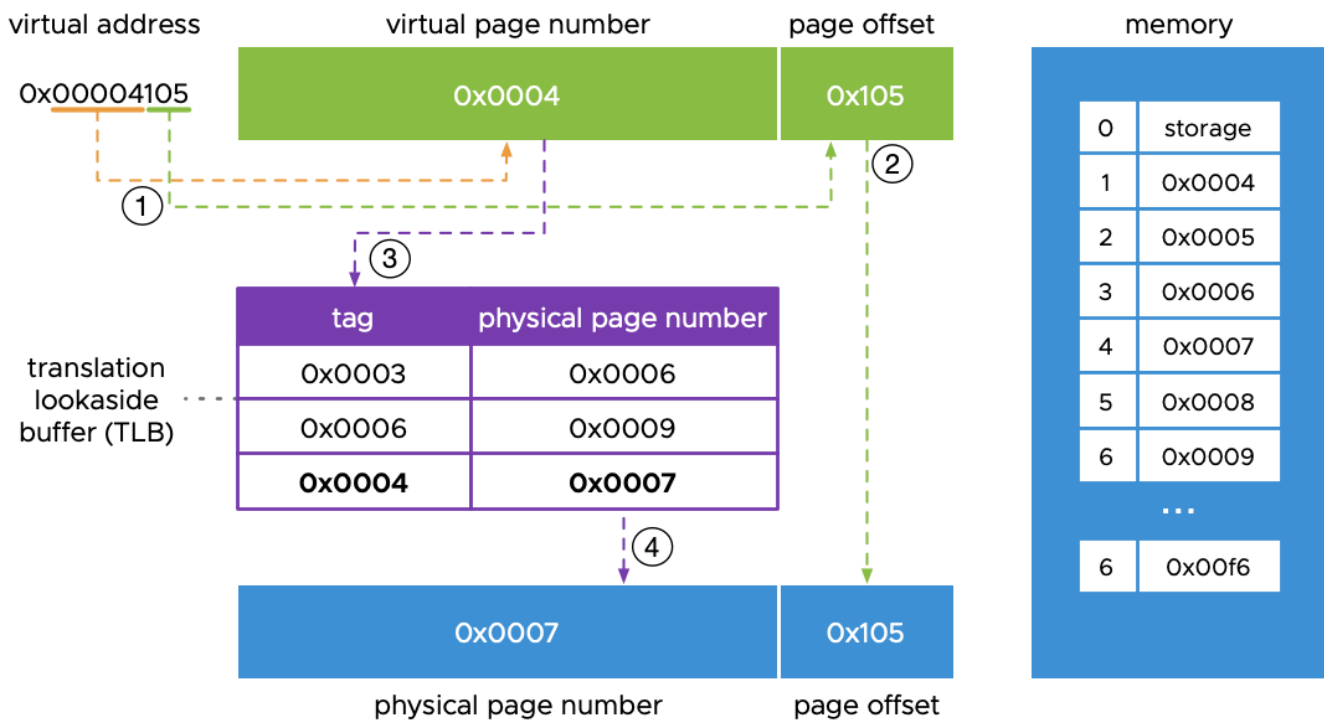 virtual address
virtual page number
page offset
memory
0x00004105
0x0004
0x105
1
2
3
tag
physical page number
0x0003
0x0006
0x0006
0x0009
0x0004
0x0007
translation
lookaside
buffer (TLB)
4
0x0007
0x105
physical page number
page offset
0 storage
1 0x0004
2 0x0005
3 0x0006
4 0x0007
5 0x0008
6 0x0009
...
6 0x00f6